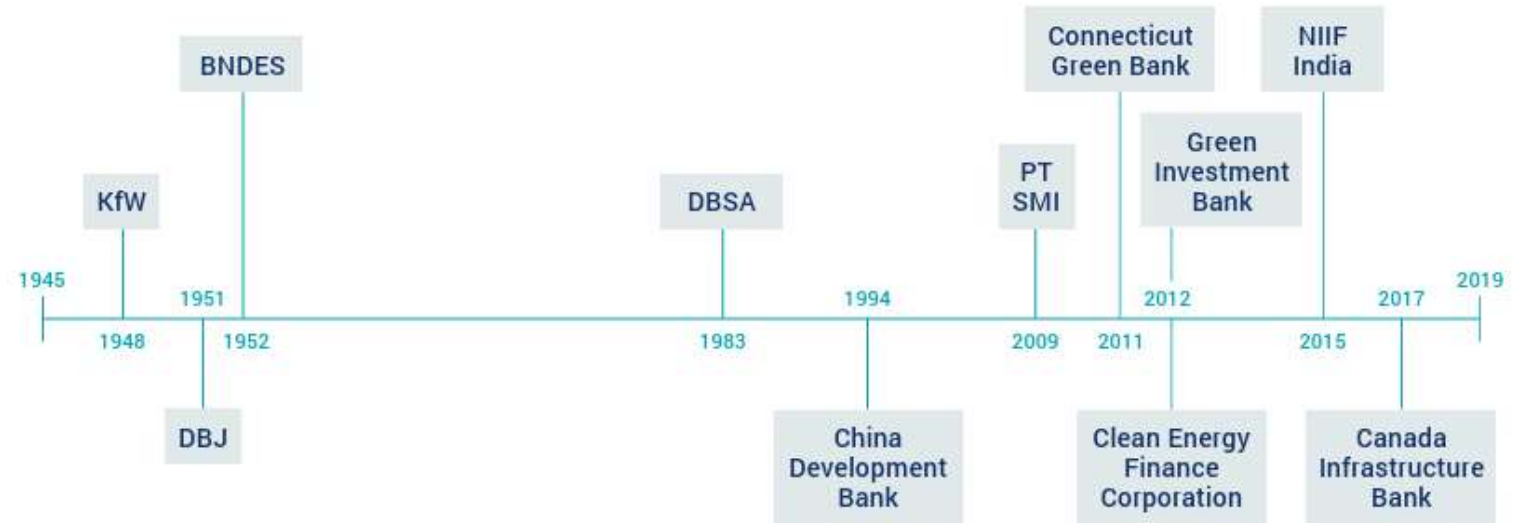 Connecticut
Green Bank
NIIF
India
BNDES
Green
Investment
Bank
PT
SMI
KfW
DBSA
1945
1951
1994
2012
2017
2019
1948
1952
1983
2009
2011
2015
DBJ
China
Development
Bank
Clean Energy
Finance
Corporation
Canada
Infrastructure
Bank